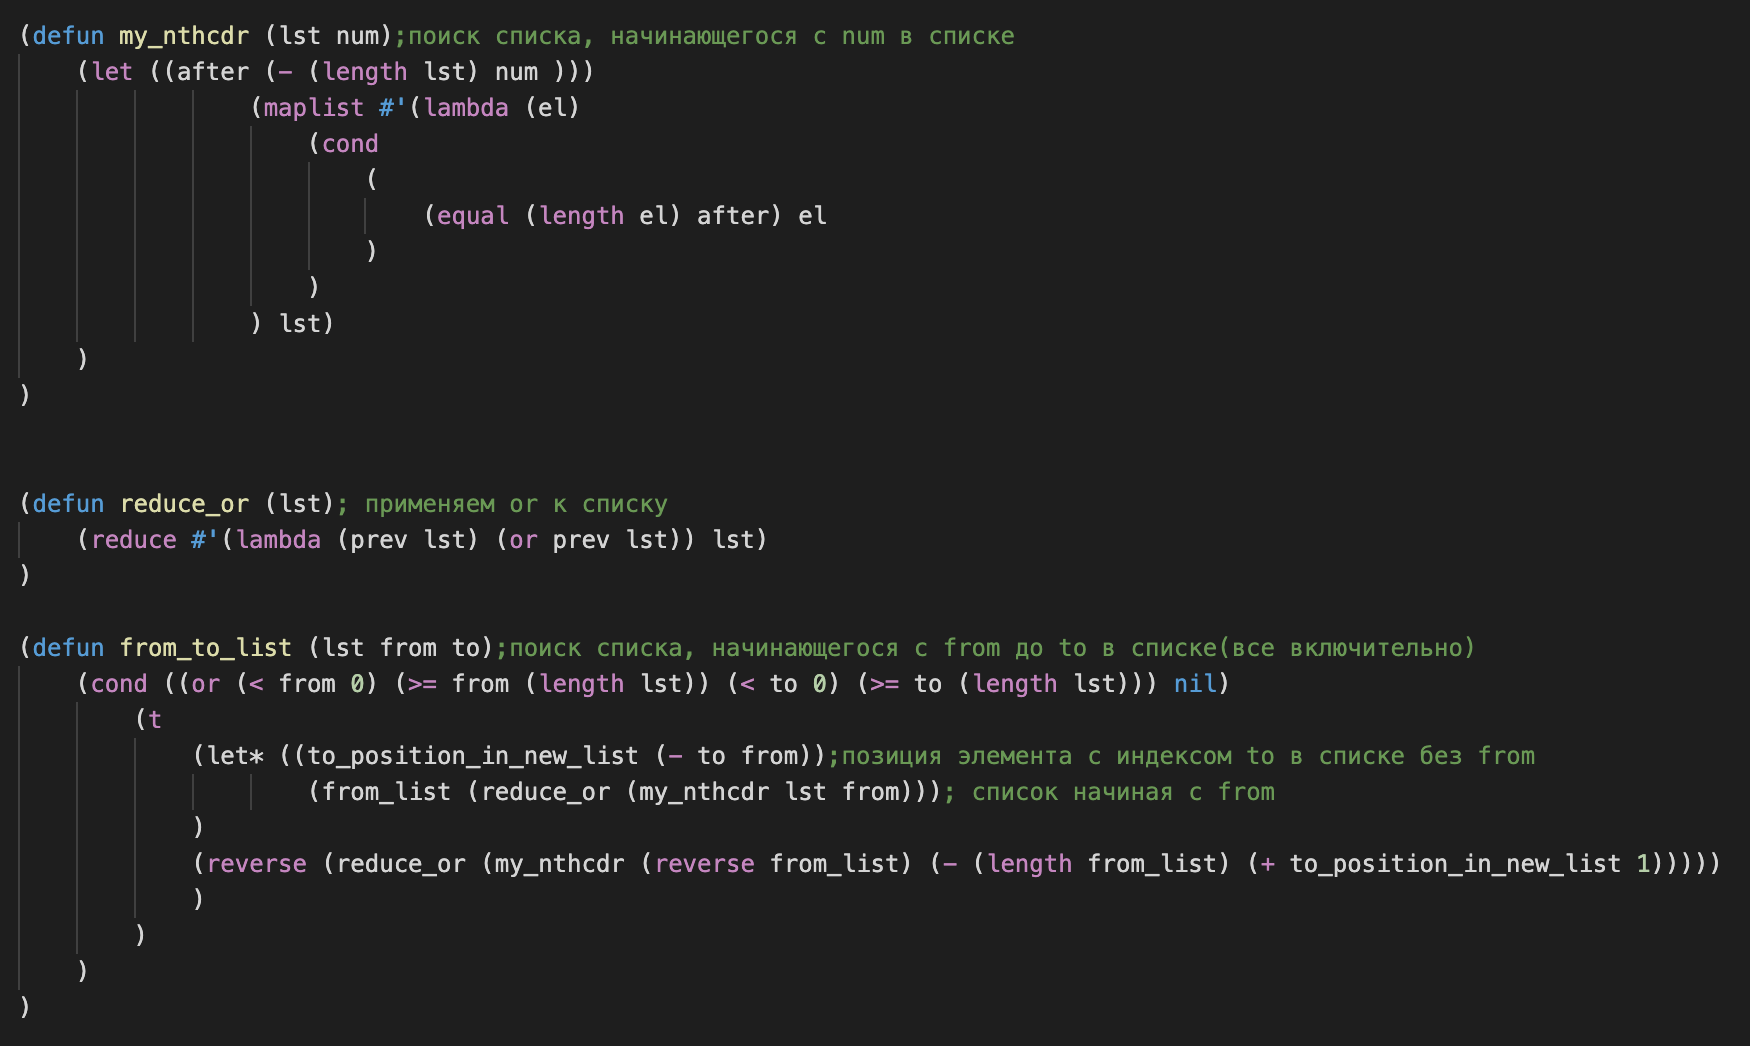 (defun my_nthcdr (lst num);поиск списка, начинающегося с num в списке
(let ((after (- (length lst) num )))
(maplist #'(lambda (el)
(cond
(
(equal (length el) after) el
)
)
) lst)
)
)
(defun reduce_or (lst); применяем or к списку
(reduce #'(lambda (prev lst) (or prev lst)) lst)
)
(defun from_to_list (lst from to);поиск списка, начинающегося с from до to в списке(все включительно)
(cond ((or (< from 0) (>= from (length lst)) (< to 0) (>= to (length lst))) nil)
(t
(let* ((to_position_in_new_list (- to from));позиция элемента с индексом to в списке без from
(from_list (reduce_or (my_nthcdr lst from))); список начиная с from
)
(reverse (reduce_or (my_nthcdr (reverse from_list) (- (length from_list) (+ to_position_in_new_list 1)))))
)
)
)
)